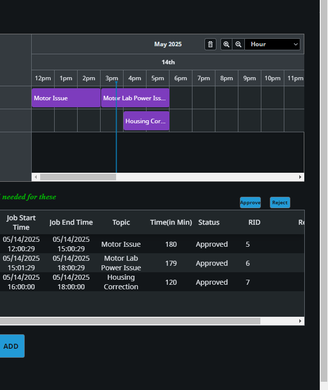 May 2025
Hour
14th
12pm 1pm 2pm 3pm 4pm 5pm 6pm 7pm 8pm 9pm 10pm 11pm
Motor Issue Motor Lab Power Iss...
Housing Cor...
needed for these
Approve Reject
Job Start Time Job End Time Topic Time(in Min) Status RID
05/14/2025 12:00:29 05/14/2025 15:00:29 Motor Issue 180 Approved 5
05/14/2025 15:01:29 05/14/2025 18:00:29 Motor Lab Power Issue 179 Approved 6
05/14/2025 16:00:00 05/14/2025 18:00:00 Housing Correction 120 Approved 7
ADD